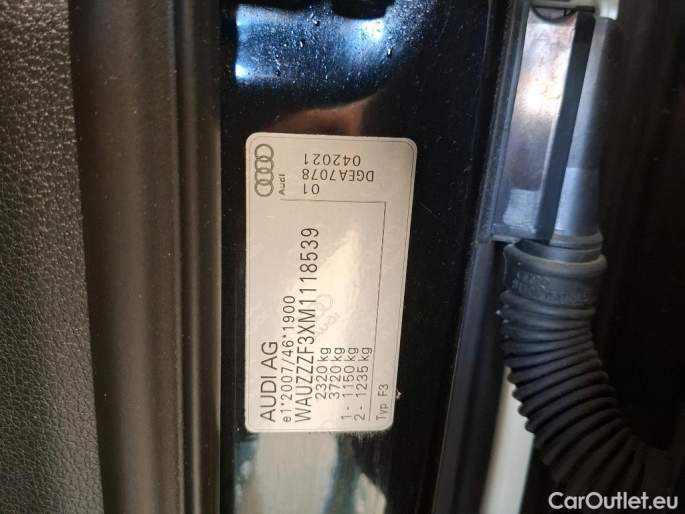 AUDI AG
e1*2007/46*1900
WAUZZZF3XM1118539
2320 kg
3720 kg
1- 1150 kg
2- 1235 kg
Typ F3
Audi
01
DGEA7078
042021
Audi
CarOutlet.eu